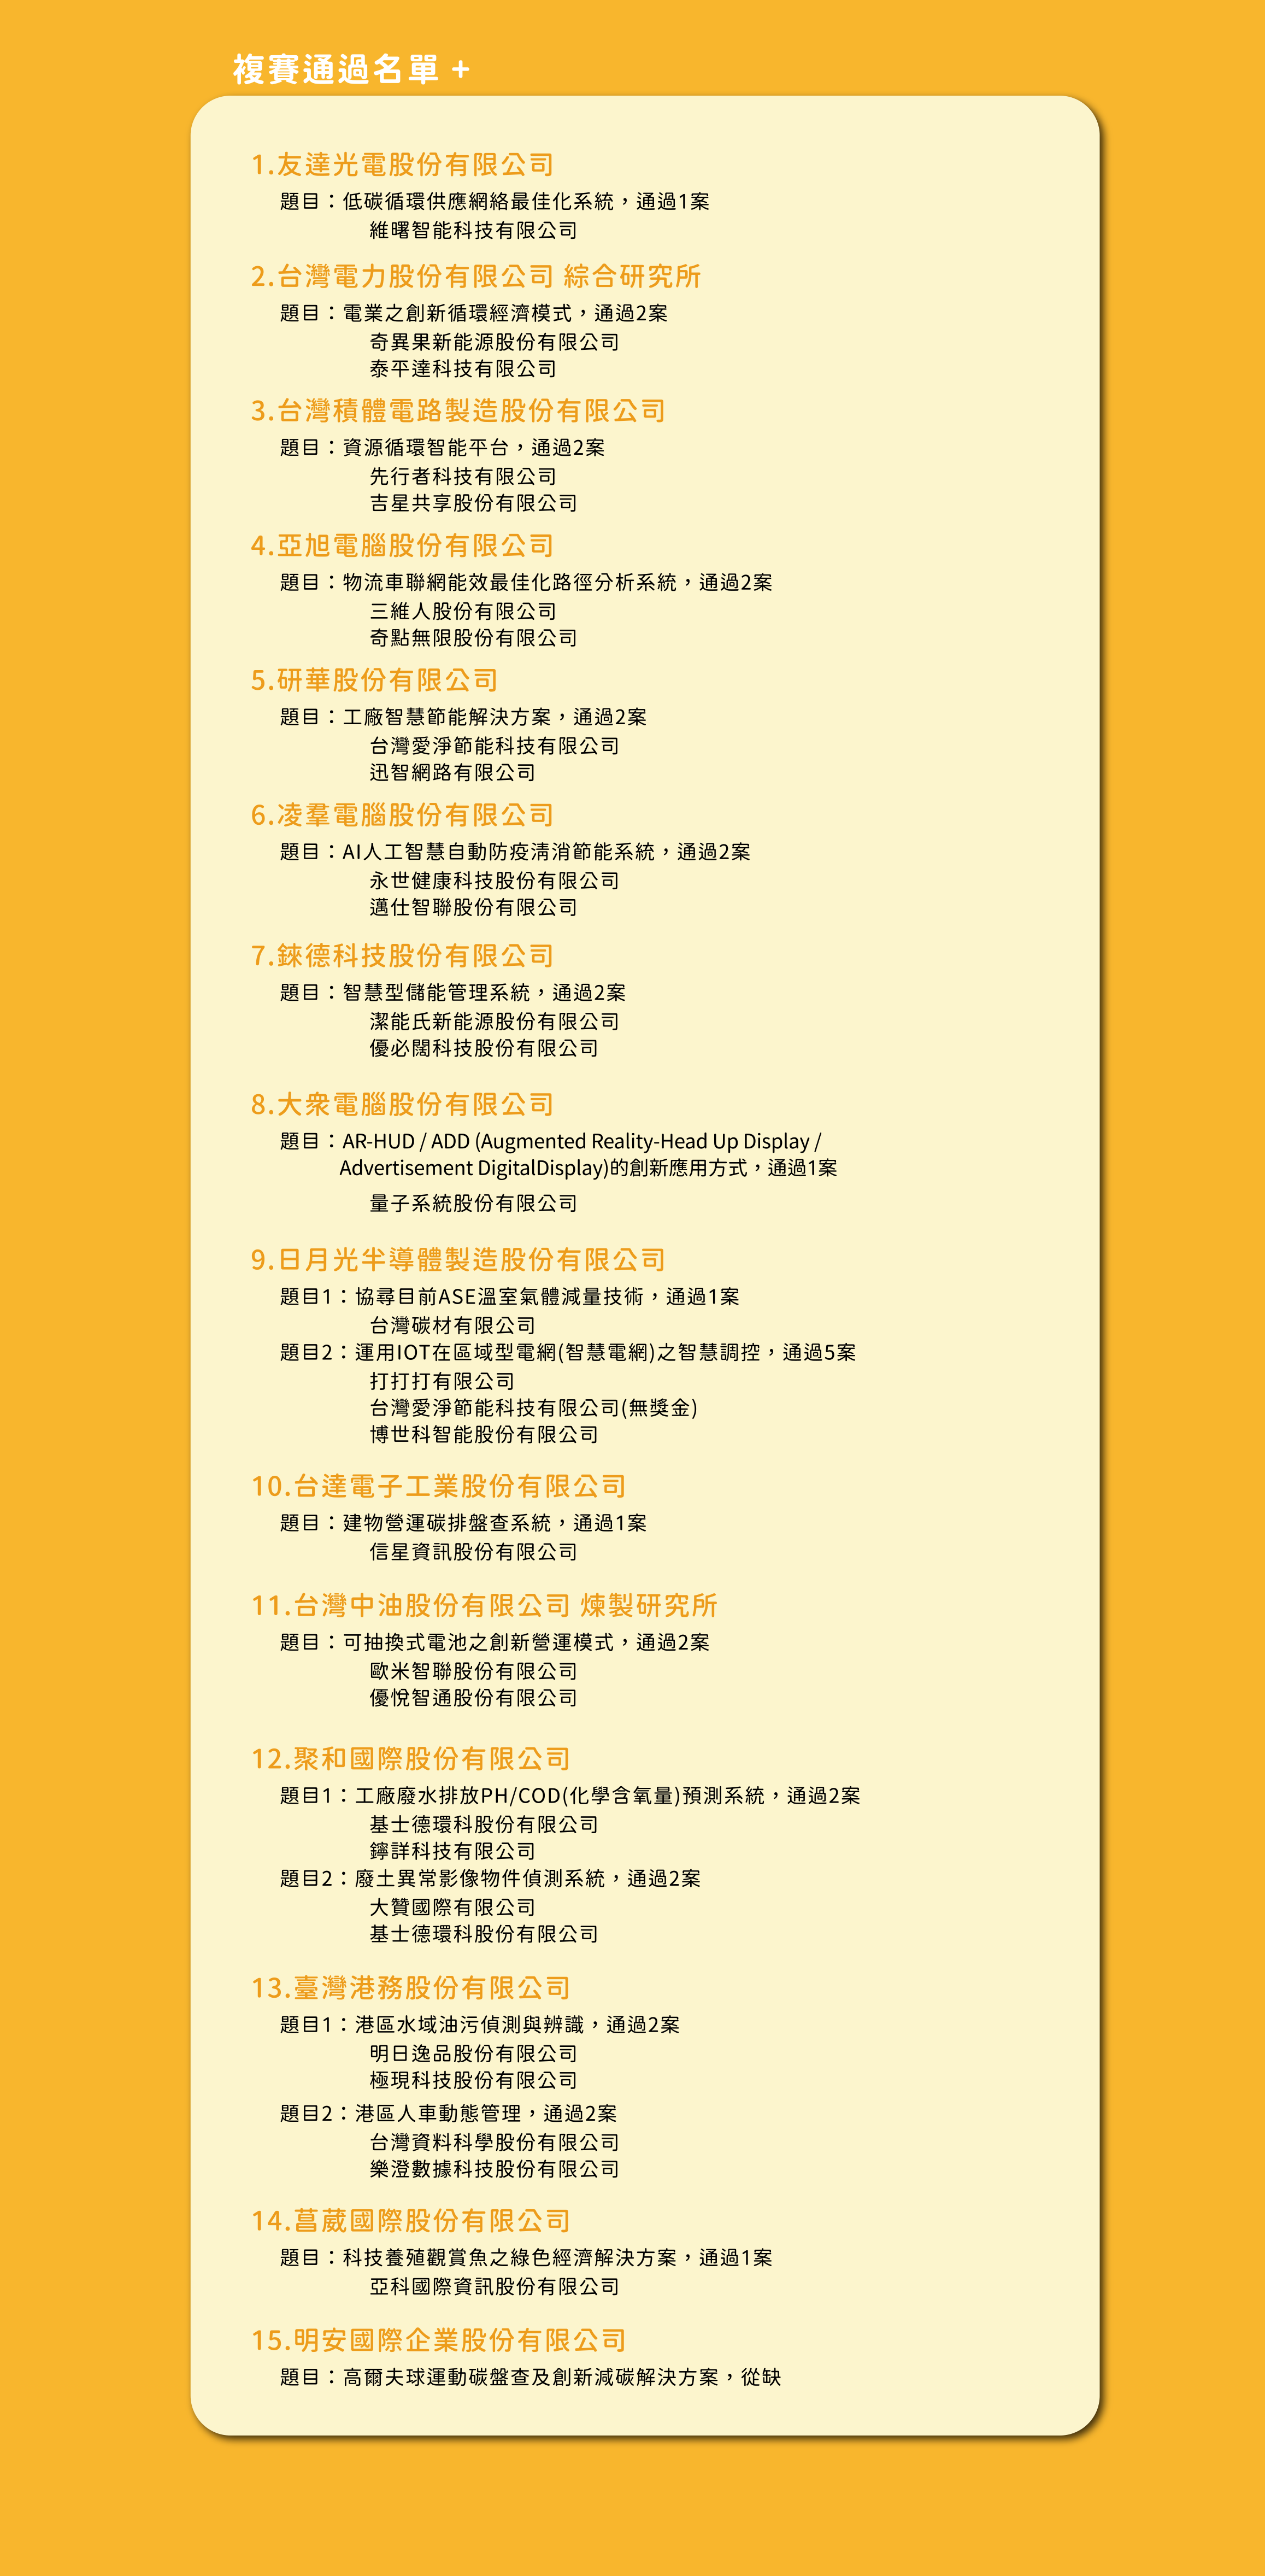 複賽通過名單 +
1.友達光電股份有限公司
題目：低碳循環供應網絡最佳化系統，通過1案
維曙智能科技有限公司
2.台灣電力股份有限公司 綜合研究所
題目：電業之創新循環經濟模式，通過2案
奇異果新能源股份有限公司
泰平達科技有限公司
3.台灣積體電路製造股份有限公司
題目：資源循環智能平台，通過2案
先行者科技有限公司
吉星共享股份有限公司
4.亞旭電腦股份有限公司
題目：物流車聯網能效最佳化路徑分析系統，通過2案
三維人股份有限公司
奇點無限股份有限公司
5.研華股份有限公司
題目：工廠智慧節能解決方案，通過2案
台灣愛淨節能科技有限公司
迅智網路有限公司
6.凌羣電腦股份有限公司
題目：AI人工智慧自動防疫清消節能系統，通過2案
永世健康科技股份有限公司
邁仕智聯股份有限公司
7.錸德科技股份有限公司
題目：智慧型儲能管理系統，通過2案
潔能氏新能源股份有限公司
優必闊科技股份有限公司
8.大衆電腦股份有限公司
題目：AR-HUD / ADD (Augmented Reality-Head Up Display /
Advertisement DigitalDisplay)的創新應用方式，通過1案
量子系統股份有限公司
9.日月光半導體製造股份有限公司
題目1：協尋目前ASE溫室氣體減量技術，通過1案
台灣碳材有限公司
題目2：運用IOT在區域型電網(智慧電網)之智慧調控，通過5案
打打打有限公司
台灣愛淨節能科技有限公司(無獎金)
博世科智能股份有限公司
10.台達電子工業股份有限公司
題目：建物營運碳排盤查系統，通過1案
信星資訊股份有限公司
11.台灣中油股份有限公司 煉製研究所
題目：可抽換式電池之創新營運模式，通過2案
歐米智聯股份有限公司
優悅智通股份有限公司
12.聚和國際股份有限公司
題目1：工廠廢水排放PH/COD(化學含氧量)預測系統，通過2案
基士德環科股份有限公司
鑏詳科技有限公司
題目2：廢土異常影像物件偵測系統，通過2案
大贊國際有限公司
基士德環科股份有限公司
13.臺灣港務股份有限公司
題目1：港區水域油污偵測與辨識，通過2案
明日逸品股份有限公司
極現科技股份有限公司
題目2：港區人車動態管理，通過2案
台灣資料科學股份有限公司
樂澄數據科技股份有限公司
14.菖葳國際股份有限公司
題目：科技養殖觀賞魚之綠色經濟解決方案，通過1案
亞科國際資訊股份有限公司
15.明安國際企業股份有限公司
題目：高爾夫球運動碳盤查及創新減碳解決方案，從缺